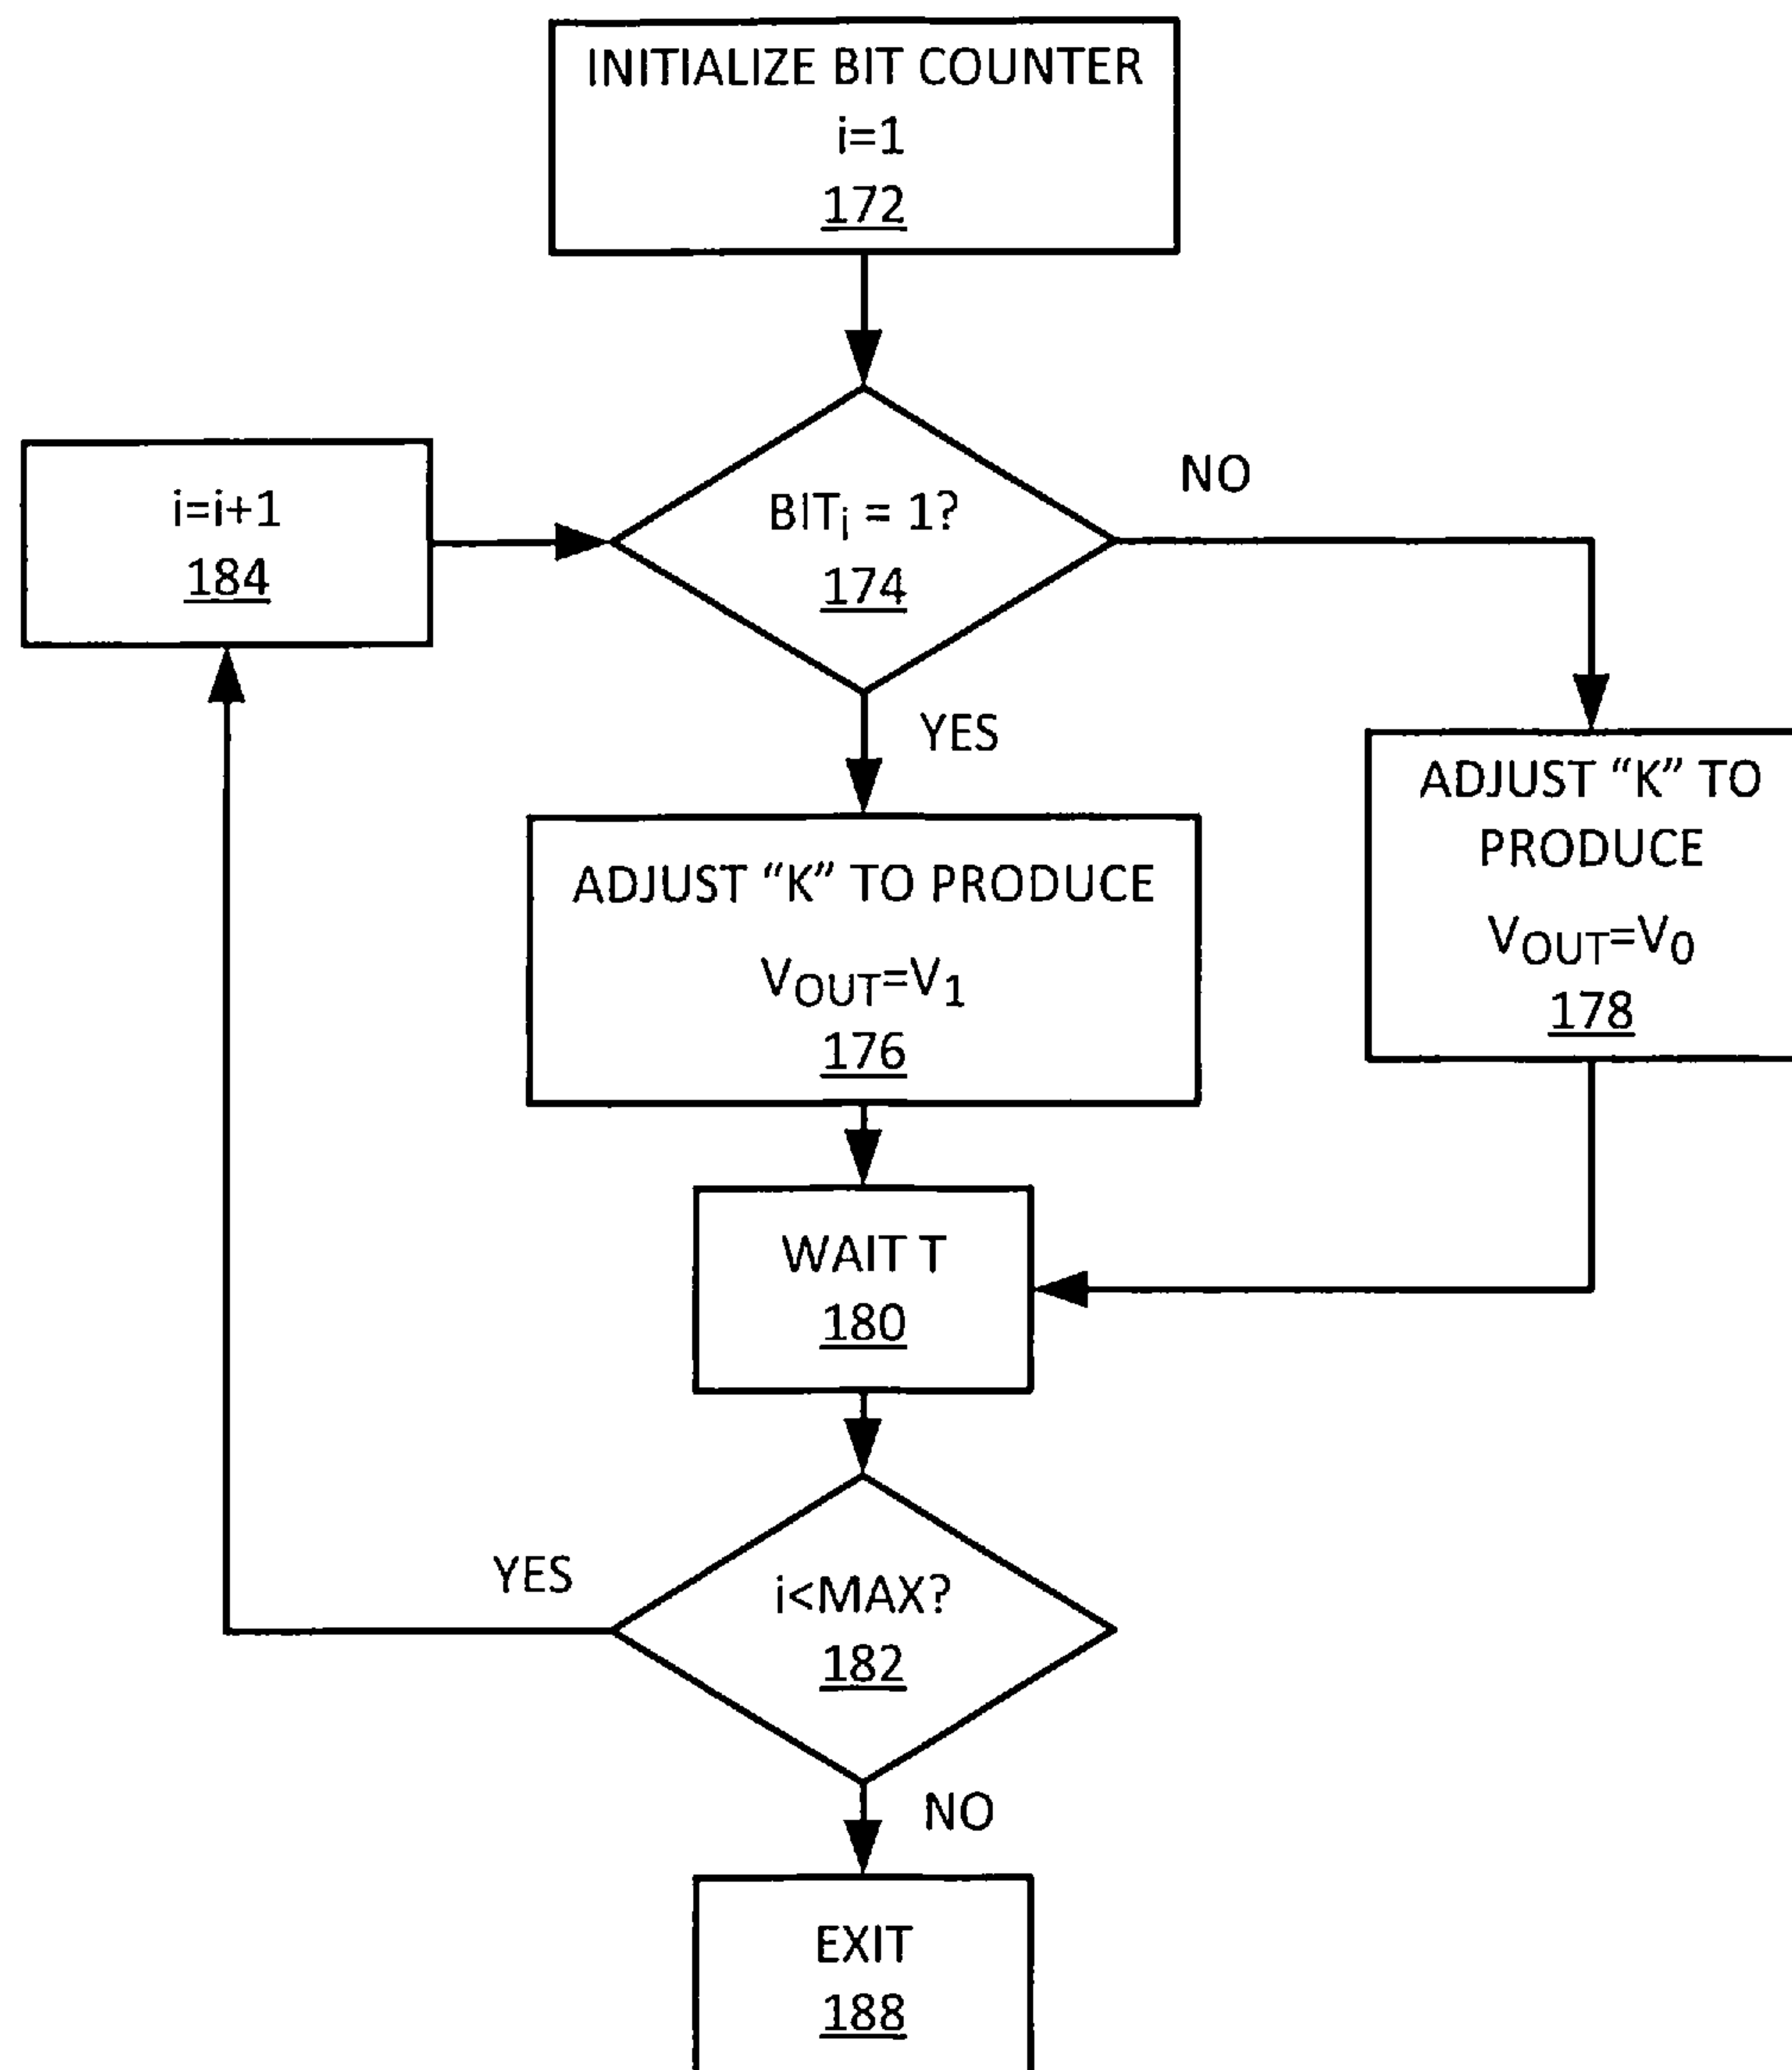 INITIALIZE BIT COUNTER
i=1
172
NO
i=i+1
184
BITi = 1?
174
YES
ADJUST “K” TO
PRODUCE
VOUT=V0
178
ADJUST “K” TO PRODUCE
VOUT=V1
176
WAIT T
180
YES
i<MAX?
182
NO
EXIT
188